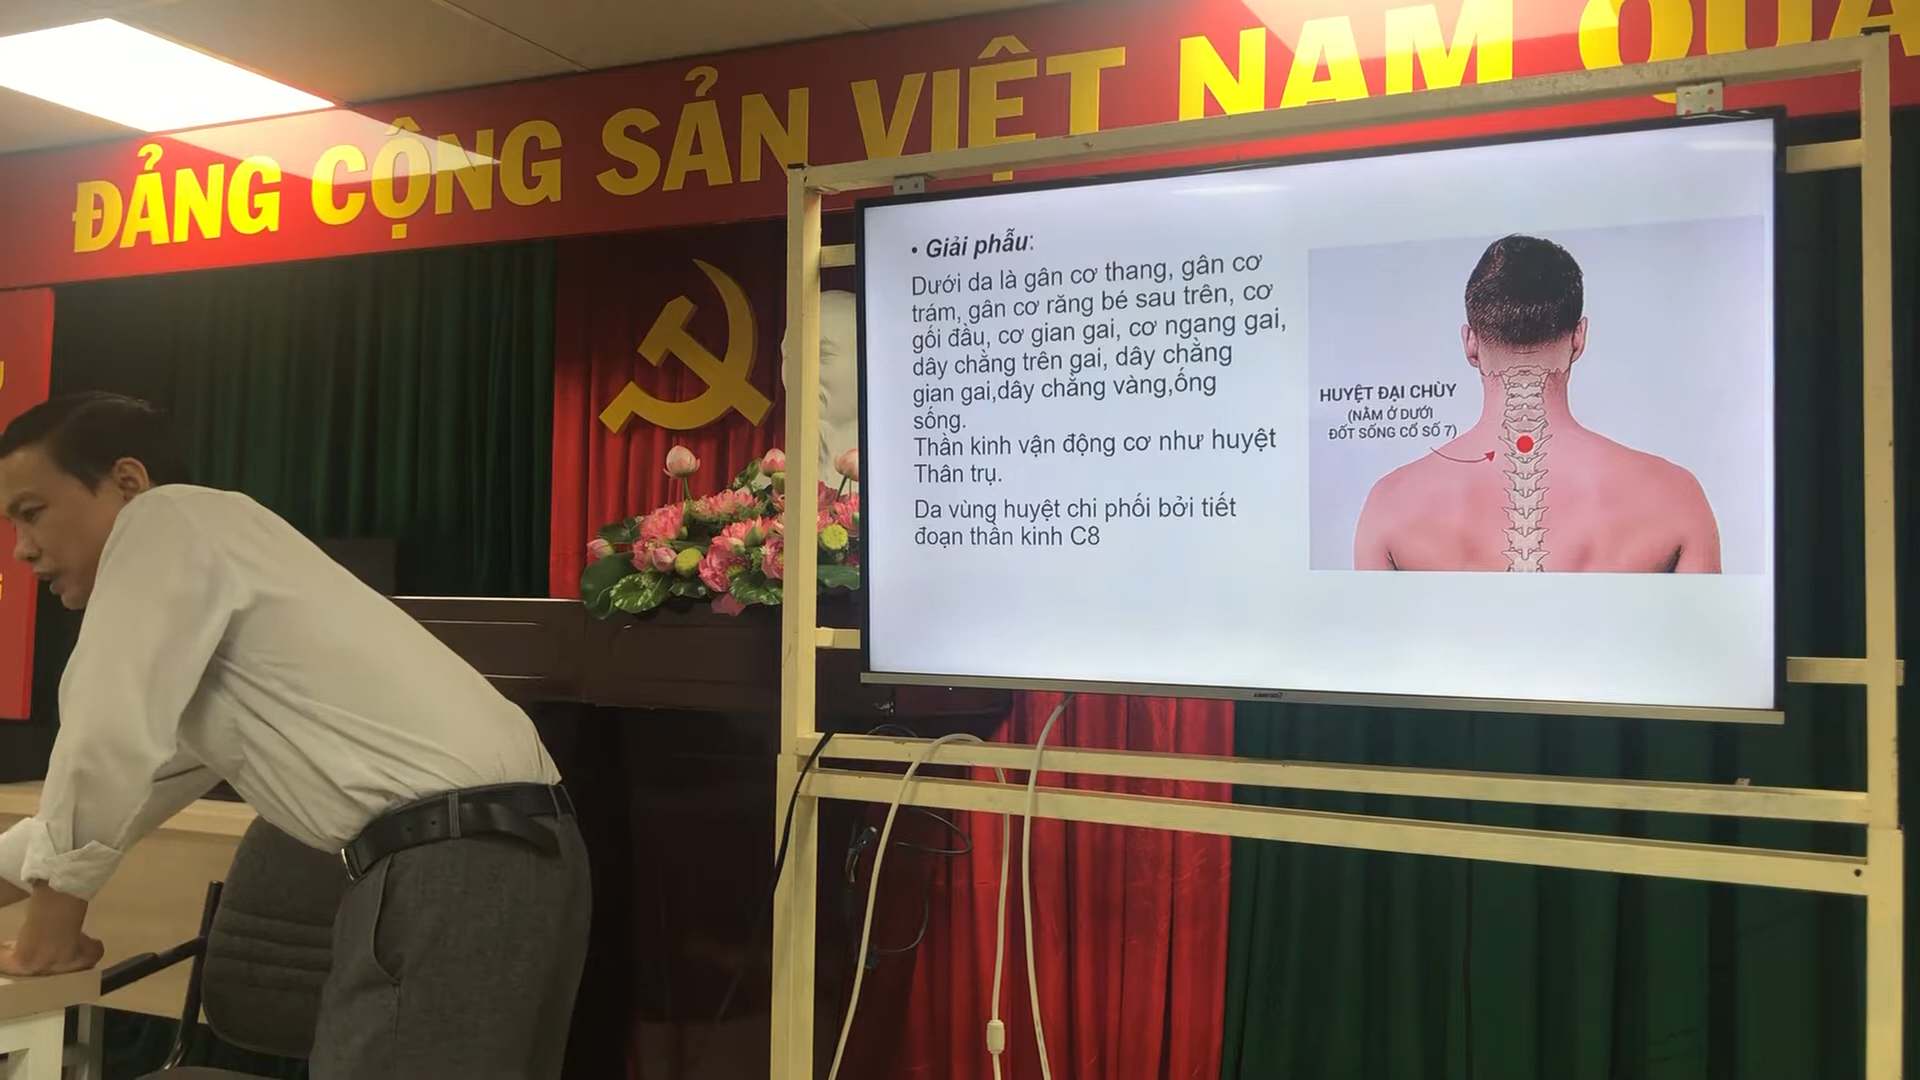 ĐẢNG CỘNG SẢN VIỆT NAM QUA
• Giải phẫu:
Dưới da là gân cơ thang, gân cơ
trám, gân cơ răng bé sau trên, cơ
gối đầu, cơ gian gai, cơ ngang gai,
dây chằng trên gai, dây chằng
gian gai,dây chằng vàng,ống
sống.
Thần kinh vận động cơ như huyệt
Thân trụ.
Da vùng huyệt chi phối bởi tiết
đoạn thần kinh C8
HUYỆT ĐẠI CHÙY
(NẰM Ở DƯỚI
ĐỐT SỐNG CỔ SỐ 7)